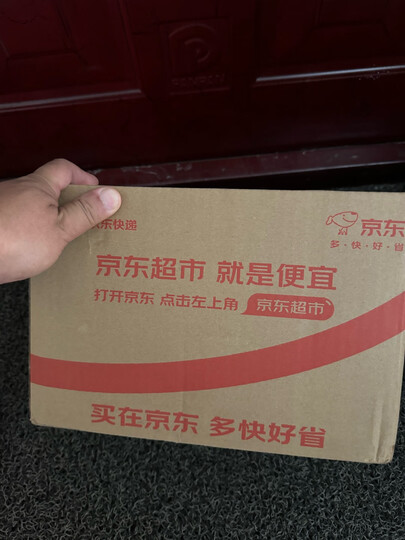 京东快递
京东
多·快·好·省
京东超市 就是便宜
打开京东 点击左上角 京东超市
买在京东 多快好省